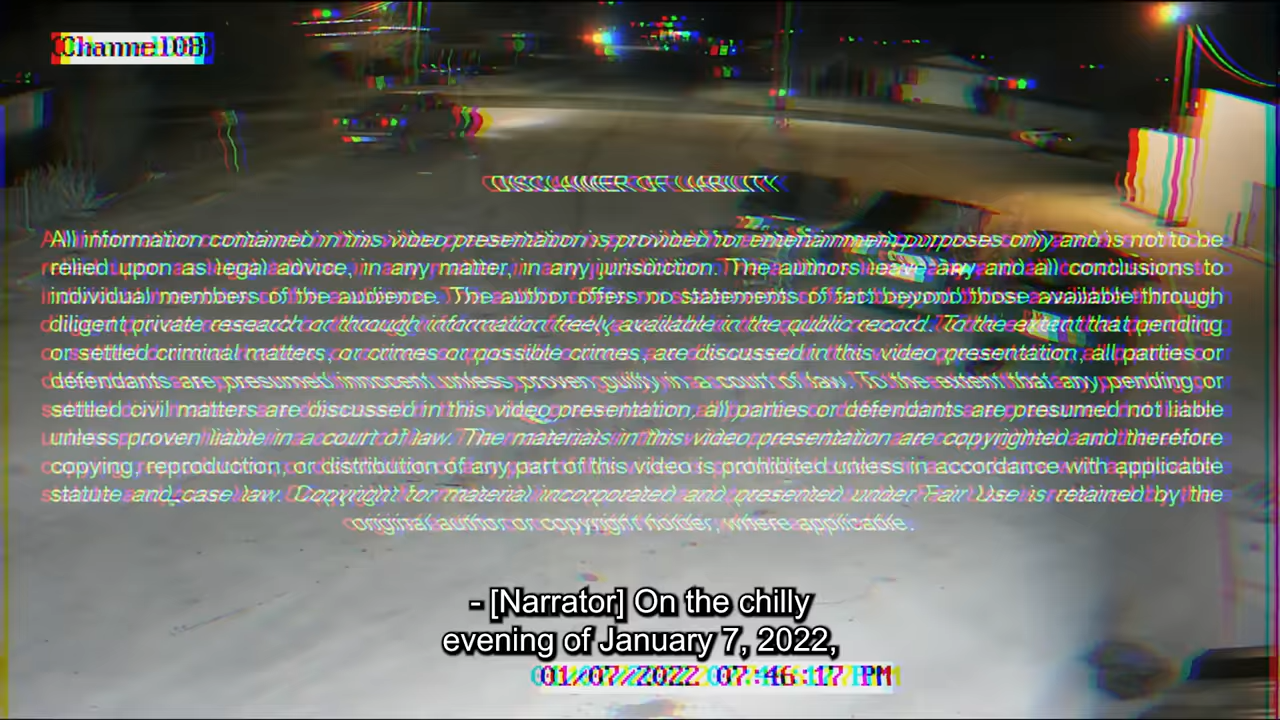 Channel08
DISCLAIMER OF LIABILITY
All information contained in this video presentation is provided for entertainment purposes only and is not to be
relied upon as legal advice, in any matter, in any jurisdiction. The authors leave any and all conclusions to
individual members of the audience. The author offers no statements of fact beyond those available through
diligent private research or through information freely available in the public record. To the extent that pending
or settled criminal matters, or crimes or possible crimes, are discussed in this video presentation, all parties or
defendants are presumed innocent unless proven guilty in a court of law. To the extent that any pending or
settled civil matters are discussed in this video presentation, all parties or defendants are presumed not liable
unless proven liable in a court of law. The materials in this video presentation are copyrighted and therefore
copying, reproduction, or distribution of any part of this video is prohibited unless in accordance with applicable
statute and case law. Copyright for material incorporated and presented under Fair Use is retained by the
original author or copyright holder, where applicable.
- [Narrator] On the chilly
evening of January 7, 2022,
01/07/2022 07:46:17 PM